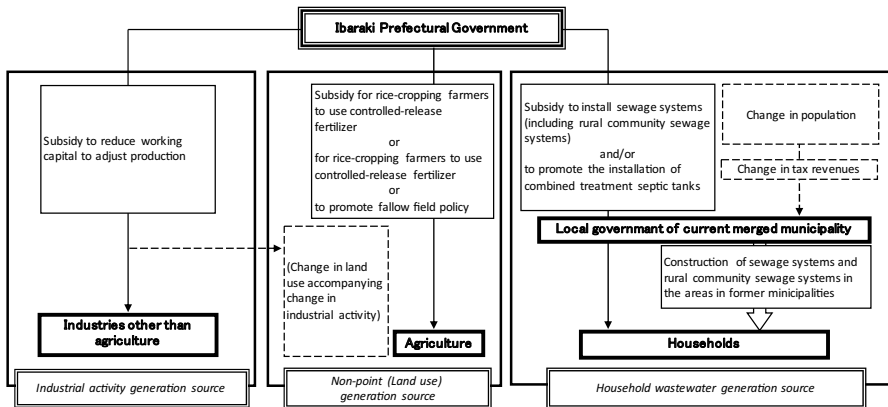 Ibaraki Prefectural Government
Subsidy to reduce working
capital to adjust production
Industries other than
agriculture
Industrial activity generation source
Subsidy for rice-cropping farmers
to use controlled-release
fertilizer
or
for rice-cropping farmers to use
controlled-release fertilizer
or
to promote fallow field policy
(Change in land
use accompanying
change in
industrial activity)
Agriculture
Non-point (Land use)
generation source
Subsidy to install sewage systems
(including rural community sewage
systems)
and/or
to promote the installation of
combined treatment septic tanks
Change in population
Change in tax revenues
Local governmant of current merged municipality
Construction of sewage systems and
rural community sewage systems in
the areas in former minicipalities
Households
Household wastewater generation source